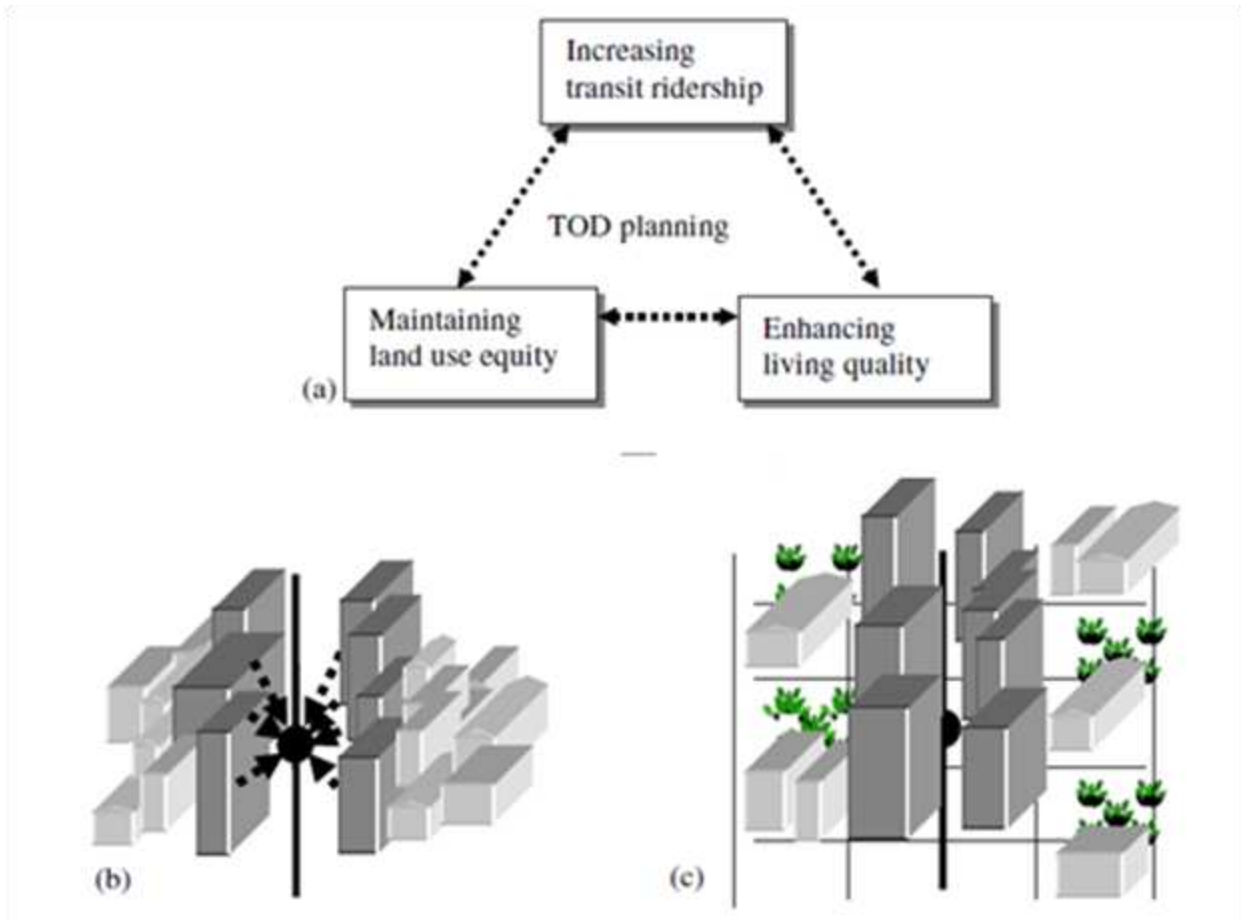 Increasing
transit ridership
TOD planning
Maintaining
land use equity
Enhancing
living quality
(a)
(b)
(c)